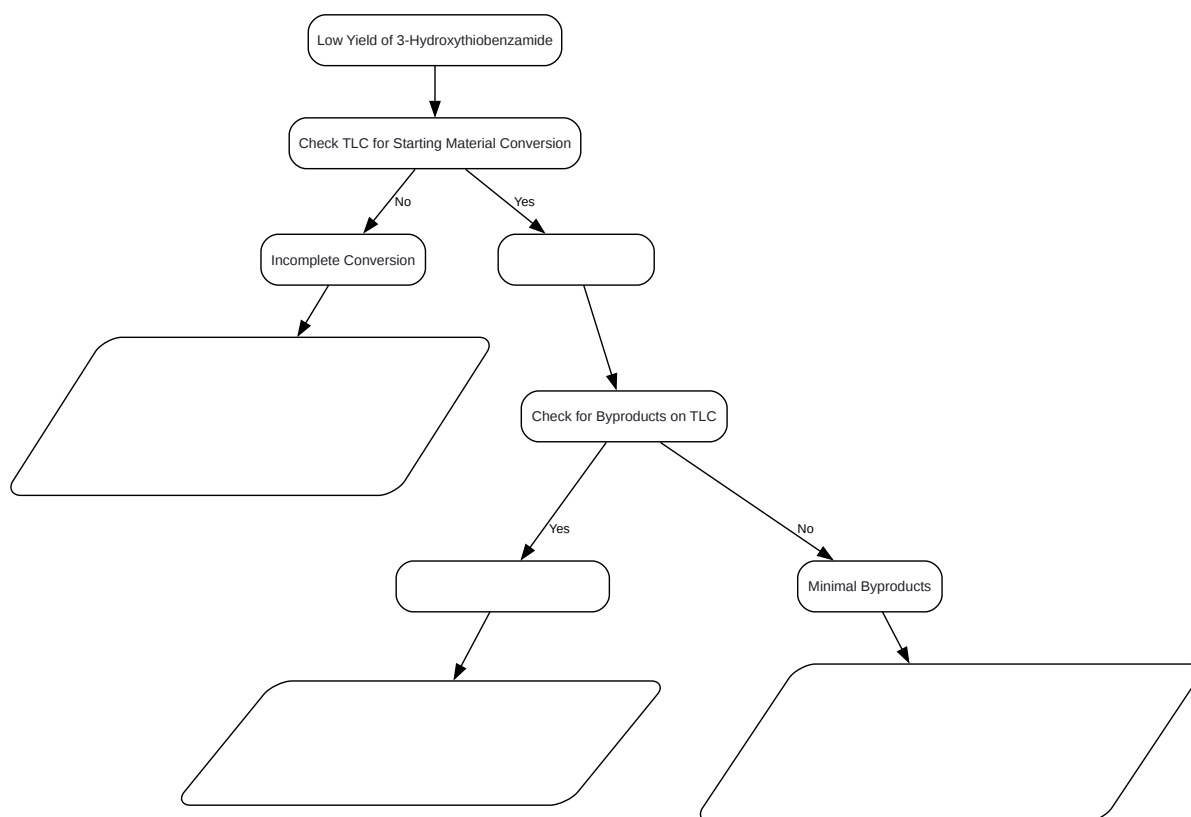 Low Yield of 3-Hydroxythiobenzamide
Check TLC for Starting Material Conversion
No
Yes
Incomplete Conversion
Check for Byproducts on TLC
Yes
No
Minimal Byproducts